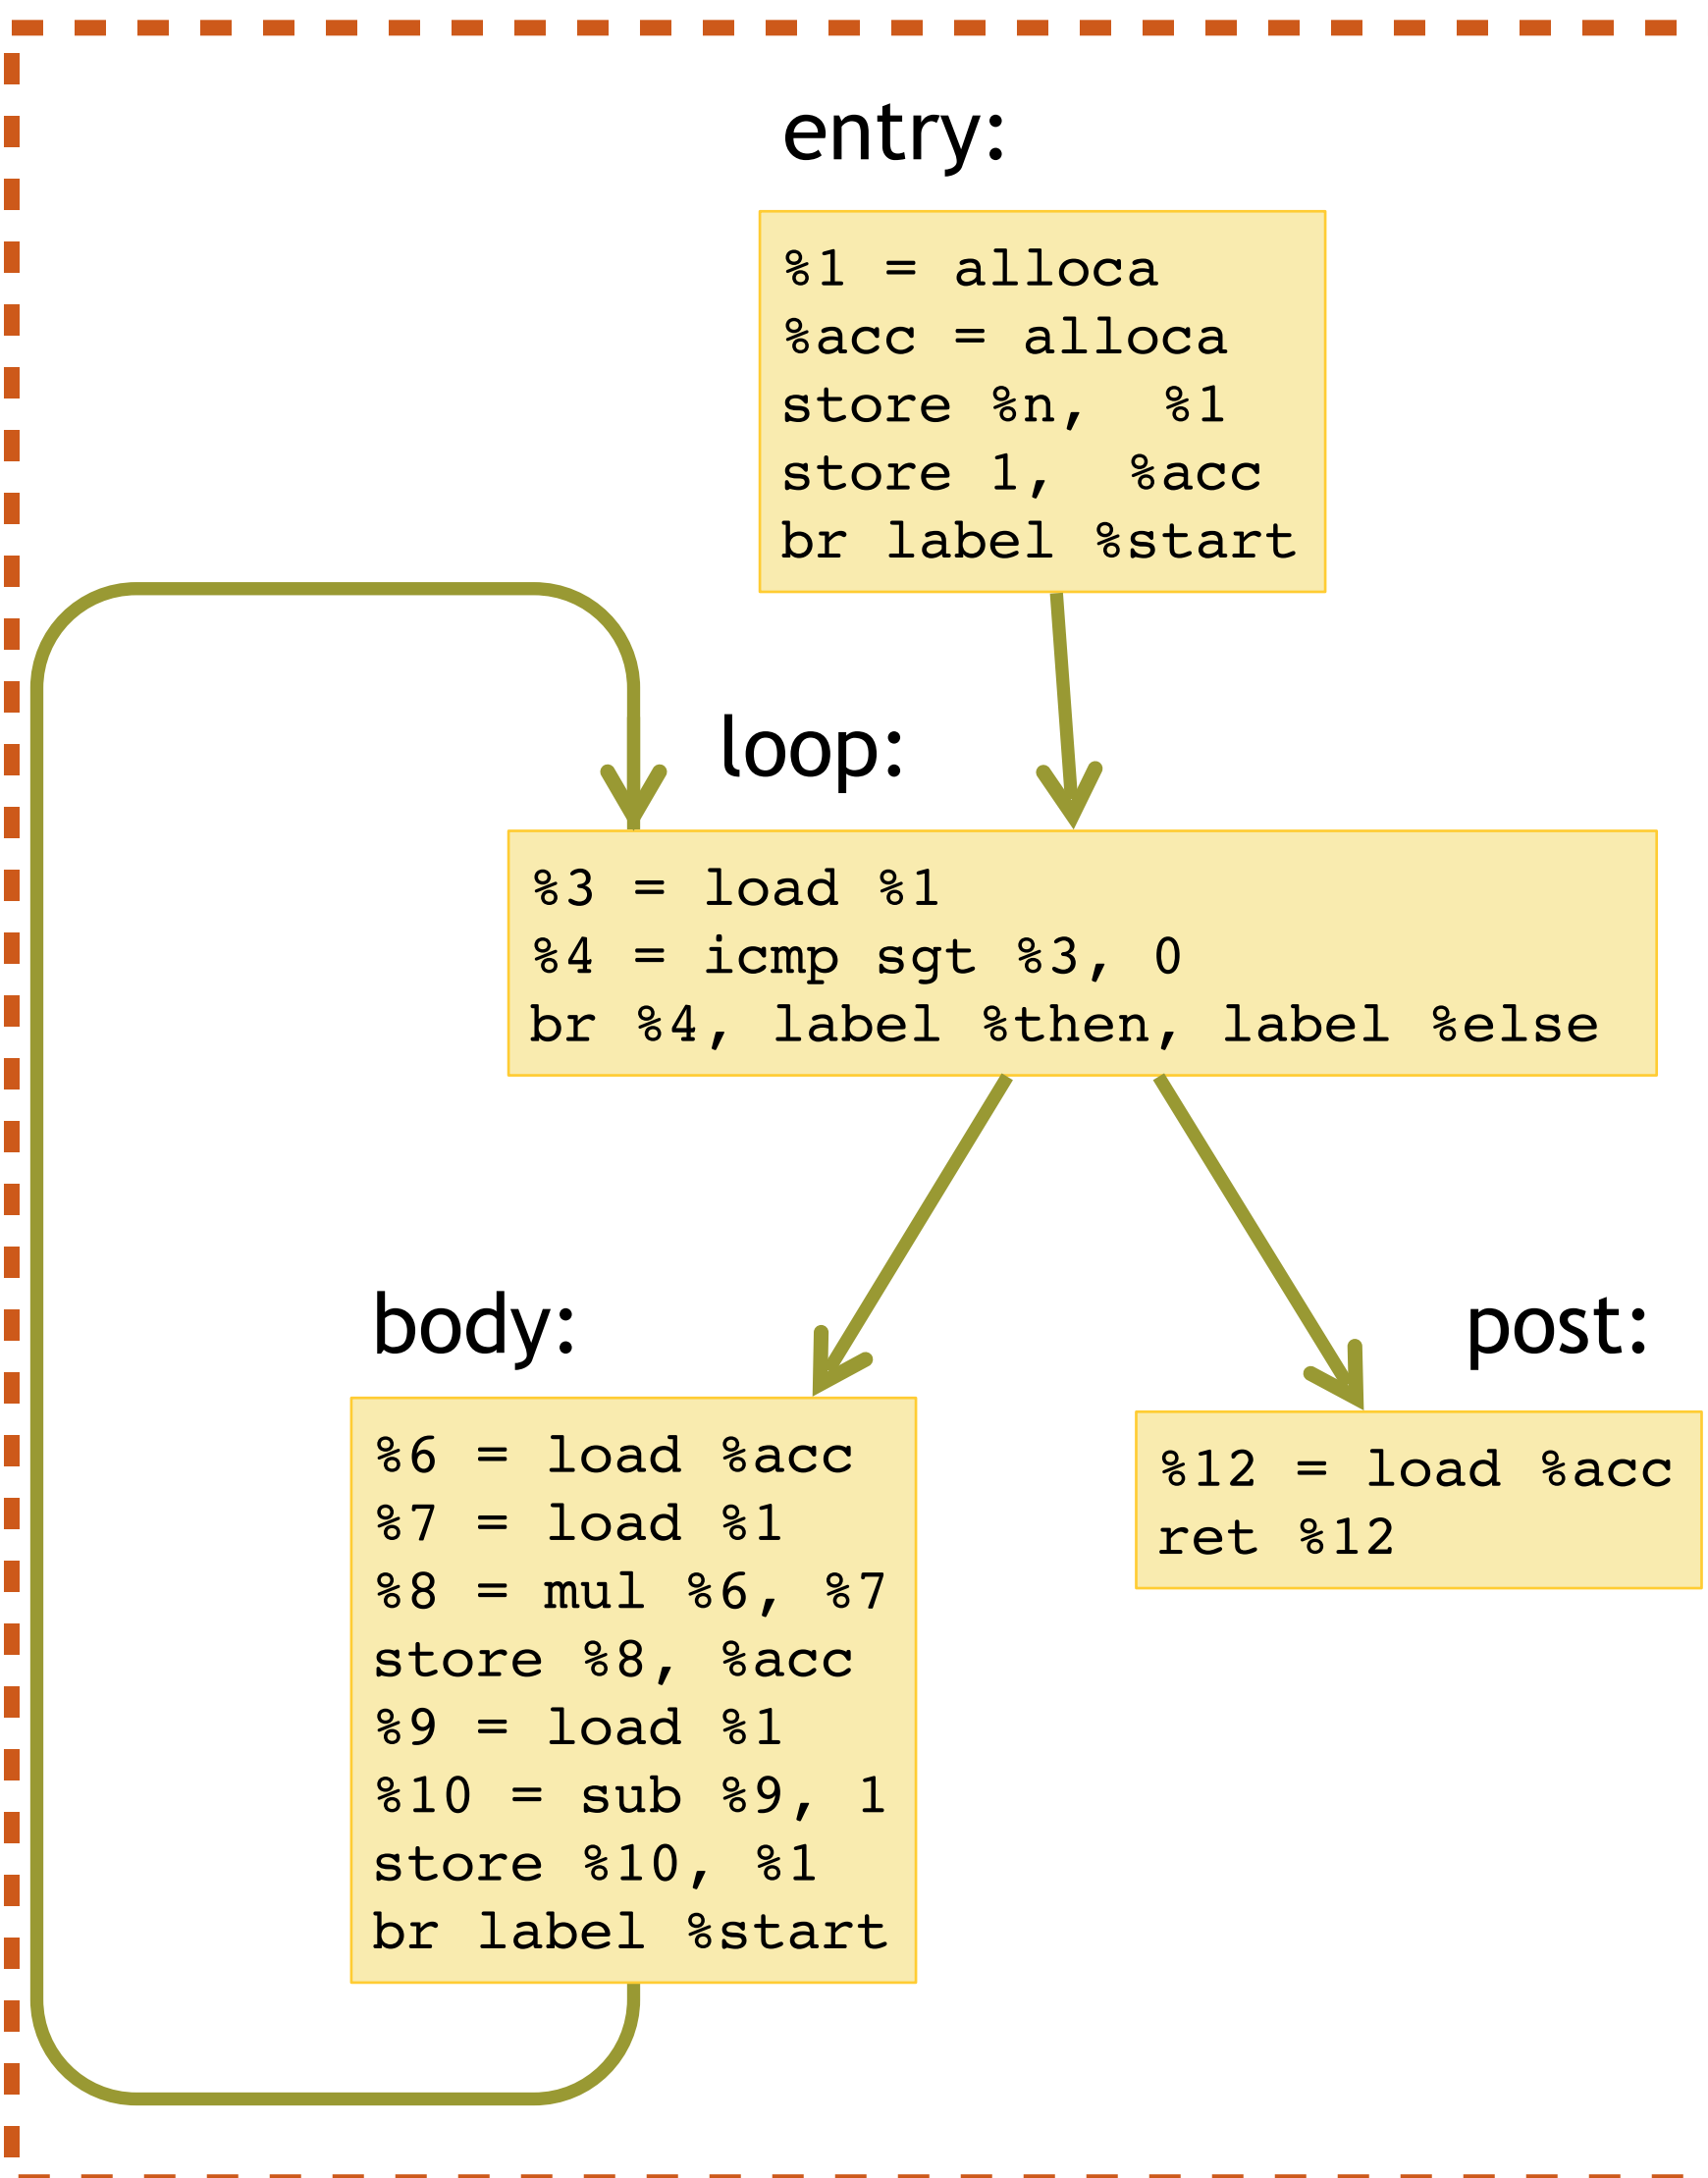 entry:
%1 = alloca
%acc = alloca
store %n,  %1
store 1,  %acc
br label %start
loop:
%3 = load %1
%4 = icmp sgt %3, 0
br %4, label %then, label %else
body:
%6 = load %acc
%7 = load %1
%8 = mul %6, %7
store %8, %acc
%9 = load %1
%10 = sub %9, 1
store %10, %1
br label %start
post:
%12 = load %acc
ret %12